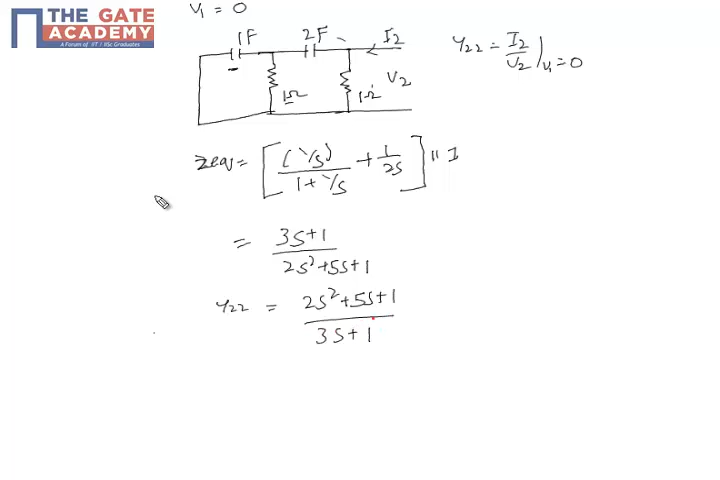 V₁ = 0
THE GATE ACADEMY
A Forum of IIT / IISc Graduates
1F 2F I₂
1Ω 1Ω V₂
Y₂₂ = I₂/V₂ |V₁=0
Zeq = [ (1/s)/(1+1/s) + 1/2s ] || 1
= (3s+1)/(2s²+5s+1)
Y₂₂ = (2s²+5s+1)/(3s+1)